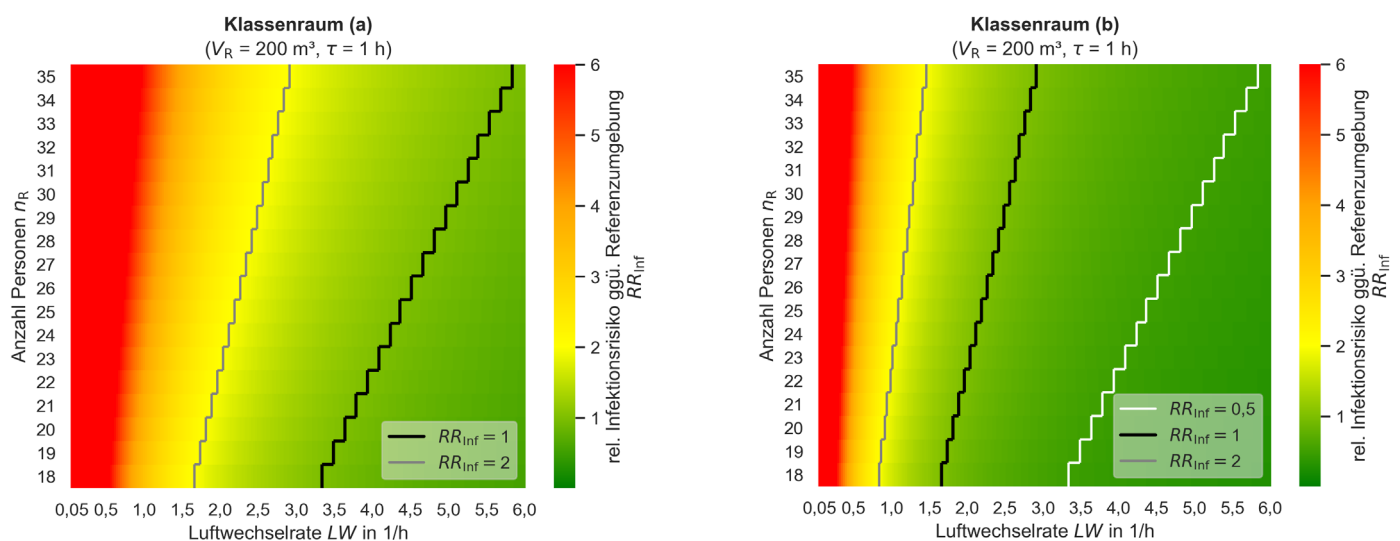 Klassenraum (a)
(V_R = 200 m³, τ = 1 h)
Anzahl Personen n_R
35
34
33
32
31
30
29
28
27
26
25
24
23
22
21
20
19
18
0,05 0,5 1,0 1,5 2,0 2,5 3,0 3,5 4,0 4,5 5,0 5,5 6,0
Luftwechselrate LW in 1/h
RR_Inf = 1
RR_Inf = 2
6
5
4
3
2
1
rel. Infektionsrisiko ggü. Referenzumgebung
RR_Inf
Klassenraum (b)
(V_R = 200 m³, τ = 1 h)
Anzahl Personen n_R
35
34
33
32
31
30
29
28
27
26
25
24
23
22
21
20
19
18
0,05 0,5 1,0 1,5 2,0 2,5 3,0 3,5 4,0 4,5 5,0 5,5 6,0
Luftwechselrate LW in 1/h
RR_Inf = 0,5
RR_Inf = 1
RR_Inf = 2
6
5
4
3
2
1
rel. Infektionsrisiko ggü. Referenzumgebung
RR_Inf